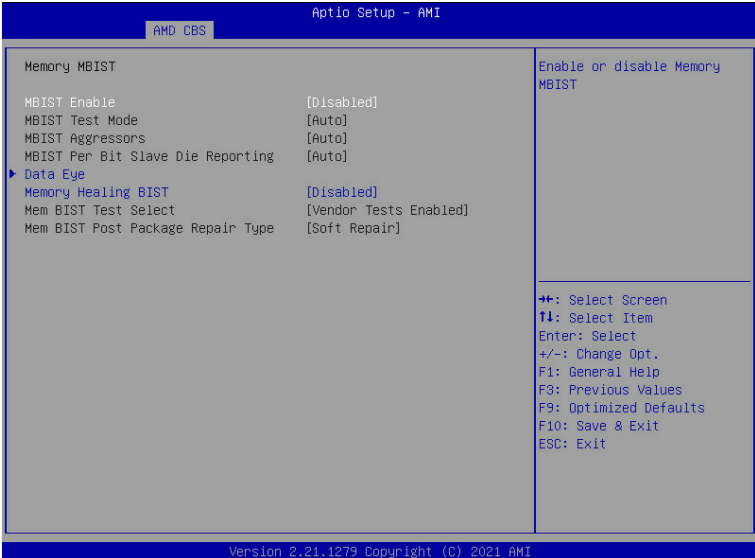 Aptio Setup - AMI
AMD CBS
Memory MBIST
MBIST Enable [Disabled]
MBIST Test Mode [Auto]
MBIST Aggressors [Auto]
MBIST Per Bit Slave Die Reporting [Auto]
Data Eye
Memory Healing BIST [Disabled]
Mem BIST Test Select [Vendor Tests Enabled]
Mem BIST Post Package Repair Type [Soft Repair]
Enable or disable Memory
MBIST
→←: Select Screen
↑↓: Select Item
Enter: Select
+/-: Change Opt.
F1: General Help
F3: Previous Values
F9: Optimized Defaults
F10: Save & Exit
ESC: Exit
Version 2.21.1279 Copyright (C) 2021 AMI